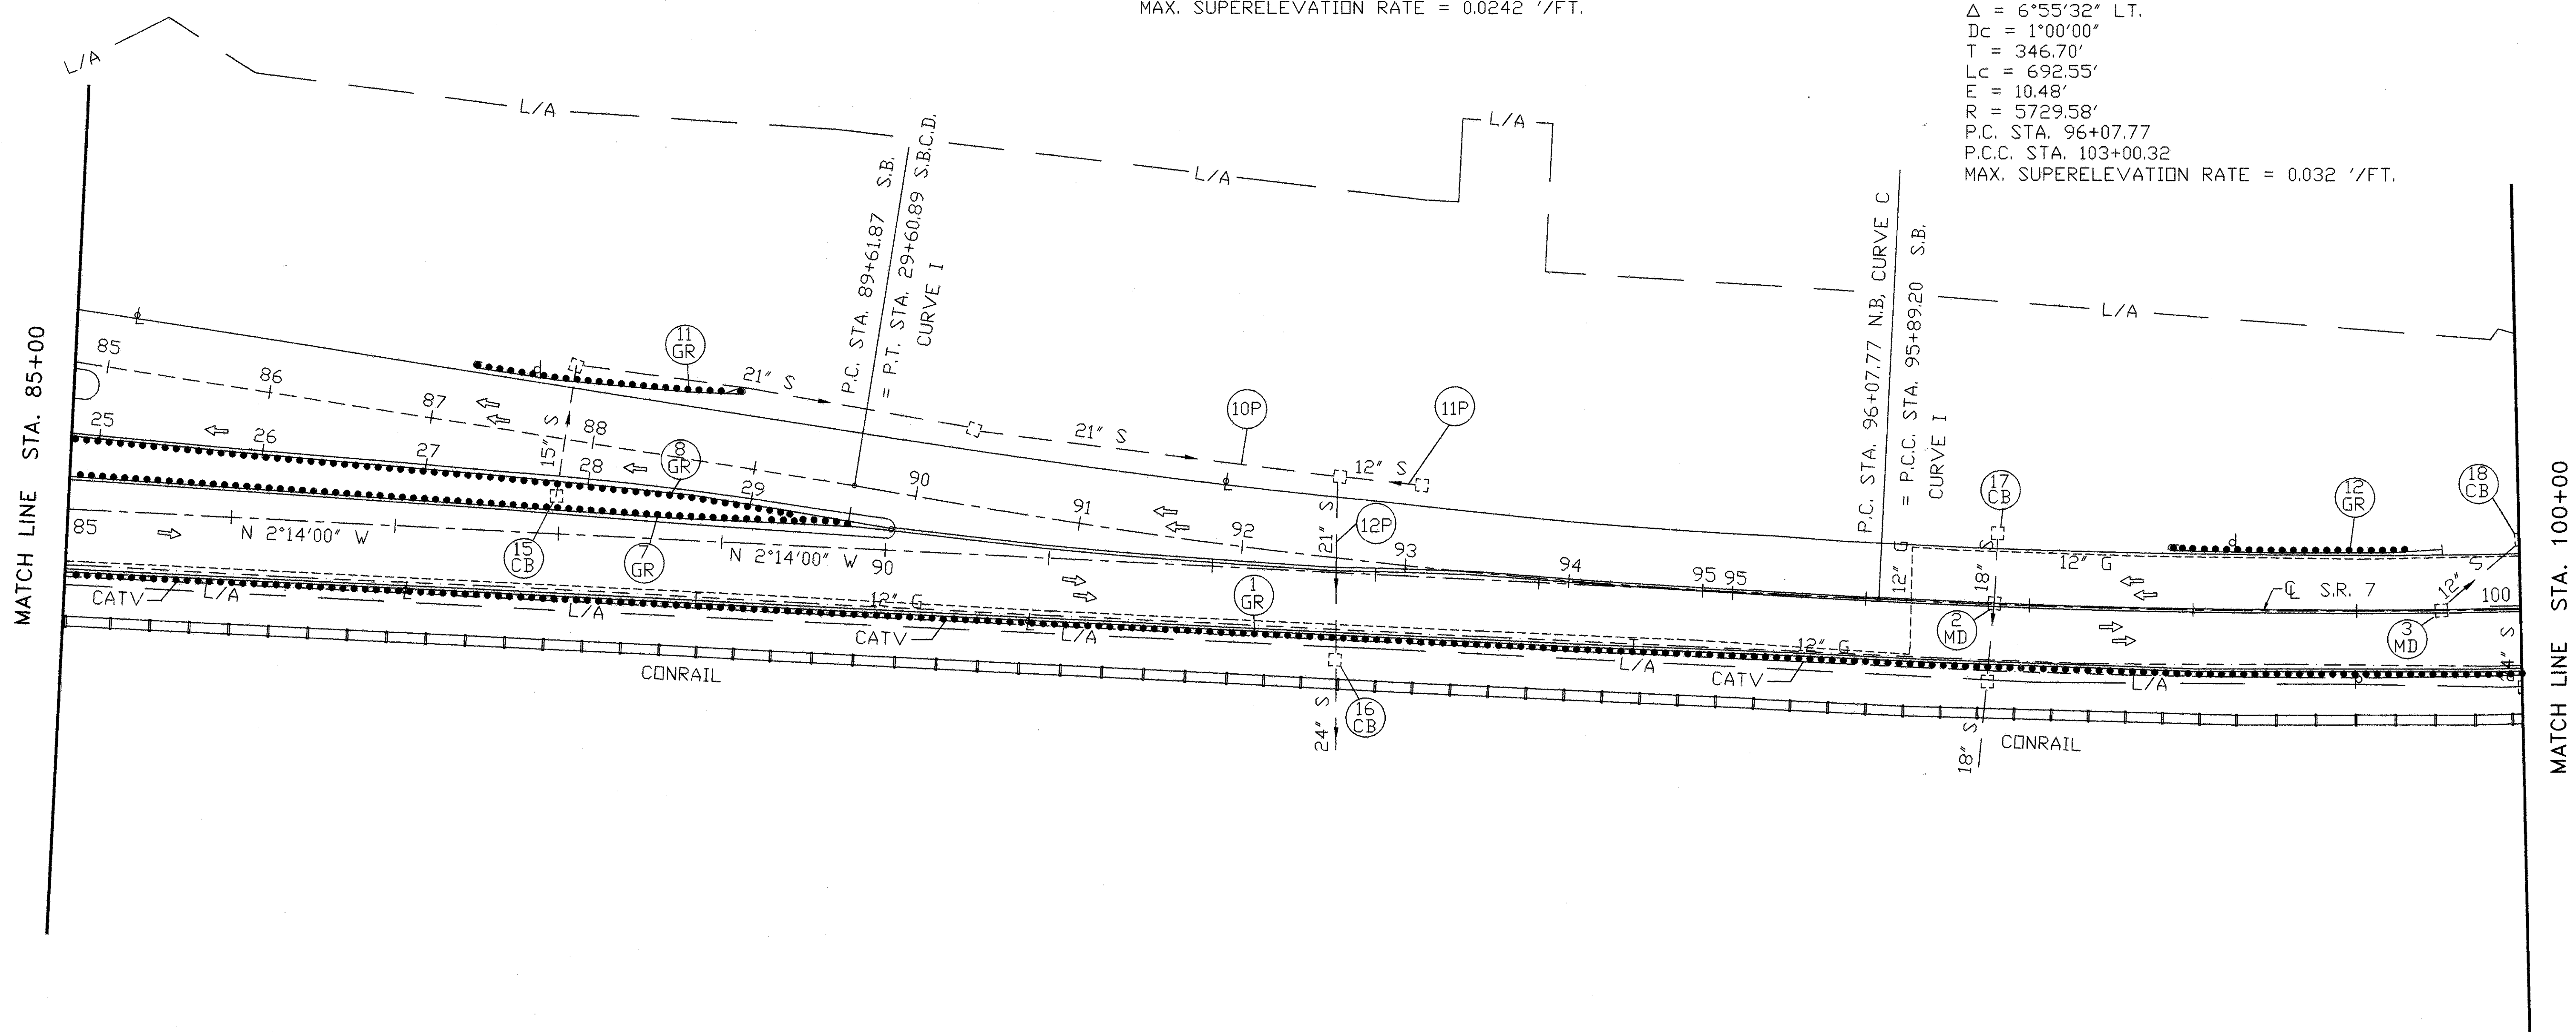 MAX. SUPERELEVATION RATE = 0.0242 '/FT.
Δ = 6°55'32" LT.
Dc = 1°00'00"
T = 346.70'
Lc = 692.55'
E = 10.48'
R = 5729.58'
P.C. STA. 96+07.77
P.C.C. STA. 103+00.32
MAX. SUPERELEVATION RATE = 0.032 '/FT.
L/A
L/A
L/A
L/A
L/A
MATCH LINE STA. 85+00
P.C. STA. 89+61.87 S.B.
= P.T. STA. 29+60.89 S.B.C.D.
CURVE I
P.C. STA. 96+07.77 N.B, CURVE C
= P.C.C. STA. 95+89.20 S.B.
CURVE I
11 GR
21" S
10P
11P
21" S
12" S
85
86
87
88
90
91
92
93
94
95 95
25
26
27
28
29
15" S
8 GR
21" S
12P
17 CB
12 GR
18 CB
85
N 2°14'00" W
15 CB
7 GR
N 2°14'00" W
90
12" G
18" S
12" G
12" S
℄ S.R. 7
100
2 MD
3 MD
24" S
CATV
L/A
L/A
12" G
1 GR
CATV
L/A
12" G
L/A
CATV
L/A
CONRAIL
24" S
16 CB
18" S
CONRAIL
MATCH LINE STA. 100+00